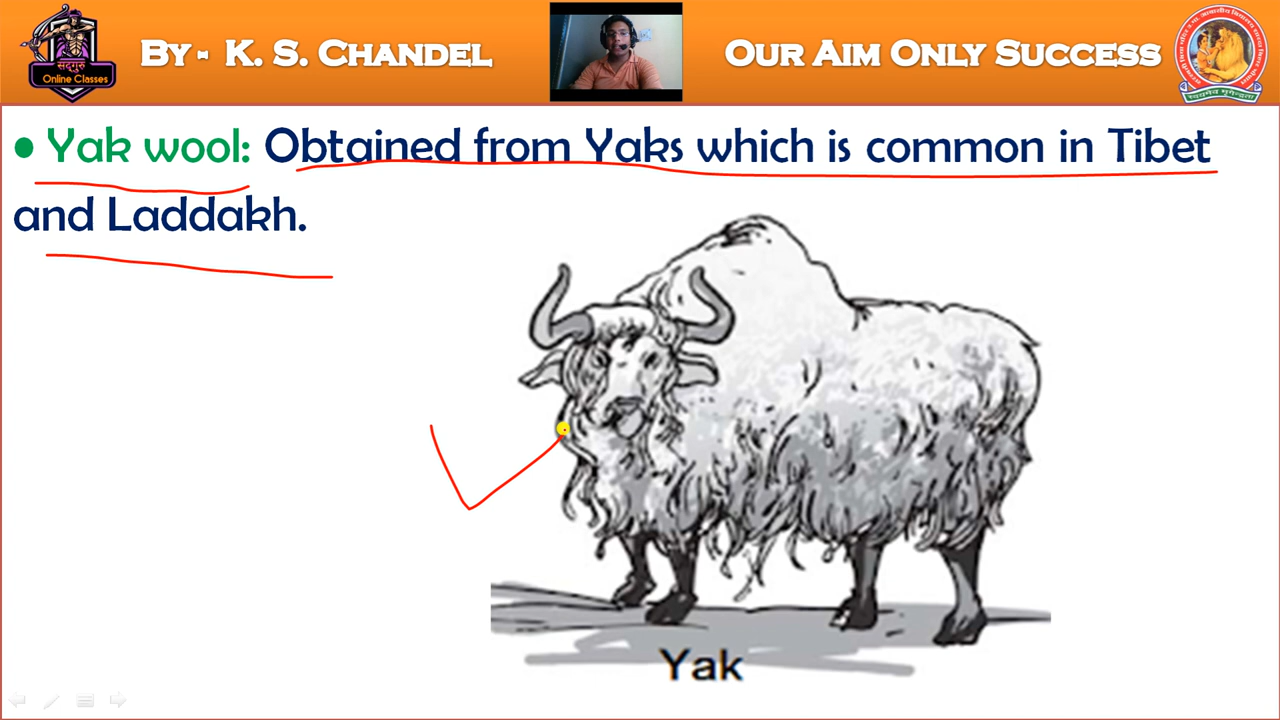 सद्‌गुरु
Online Classes
BY - K. S. CHANDEL
OUR AIM ONLY SUCCESS
• Yak wool: Obtained from Yaks which is common in Tibet
and Laddakh.
Yak